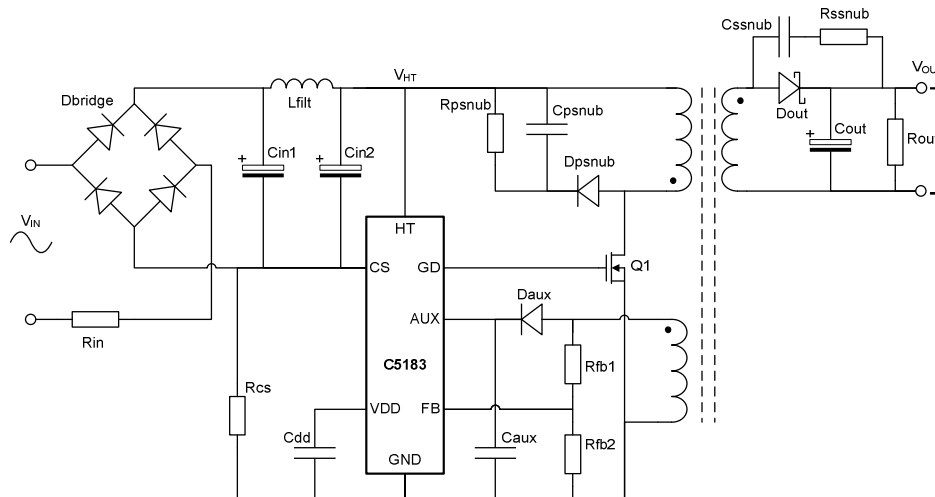 Cssnub
Rssnub
VHT
VOU
Dbridge
Lfilt
Rpsnub
Cpsnub
Dout
Cin1
Cin2
Cout
Rout
Dpsnub
VIN
HT
CS
GD
Q1
Daux
AUX
Rin
C5183
Rfb1
Rcs
VDD
FB
Cdd
Caux
Rfb2
GND